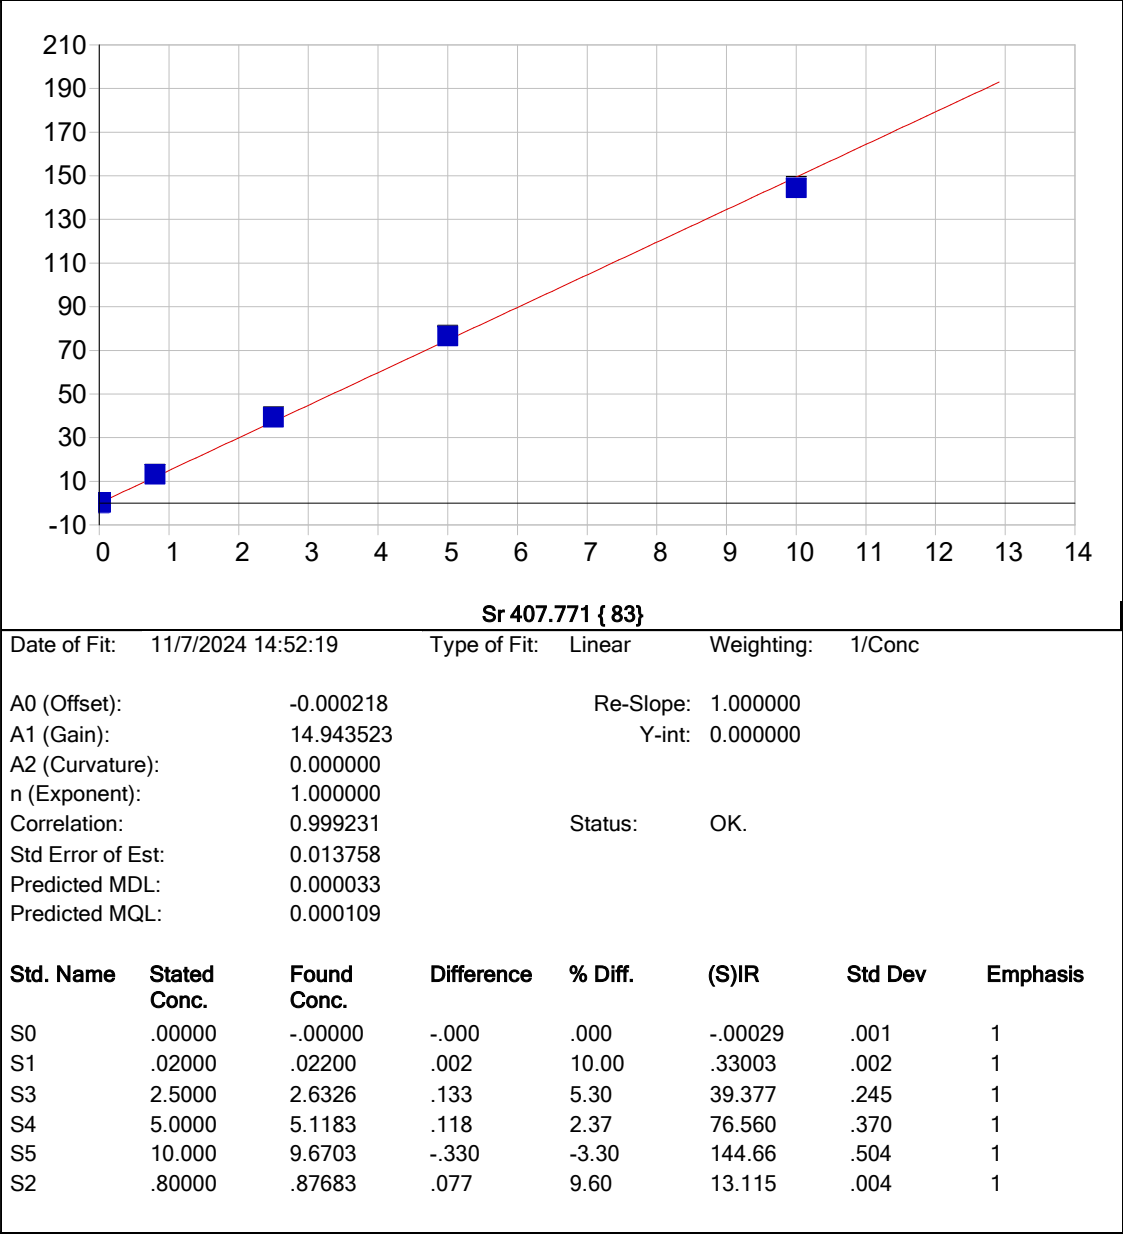 210
190
170
150
130
110
90
70
50
30
10
-10
0 1 2 3 4 5 6 7 8 9 10 11 12 13 14
Sr 407.771 { 83}
Date of Fit: 11/7/2024 14:52:19 Type of Fit: Linear Weighting: 1/Conc
A0 (Offset): -0.000218 Re-Slope: 1.000000
A1 (Gain): 14.943523 Y-int: 0.000000
A2 (Curvature): 0.000000
n (Exponent): 1.000000
Correlation: 0.999231 Status: OK.
Std Error of Est: 0.013758
Predicted MDL: 0.000033
Predicted MQL: 0.000109
Std. Name Stated Found Difference % Diff. (S)IR Std Dev Emphasis
Conc. Conc.
S0 .00000 -.00000 -.000 .000 -.00029 .001 1
S1 .02000 .02200 .002 10.00 .33003 .002 1
S3 2.5000 2.6326 .133 5.30 39.377 .245 1
S4 5.0000 5.1183 .118 2.37 76.560 .370 1
S5 10.000 9.6703 -.330 -3.30 144.66 .504 1
S2 .80000 .87683 .077 9.60 13.115 .004 1